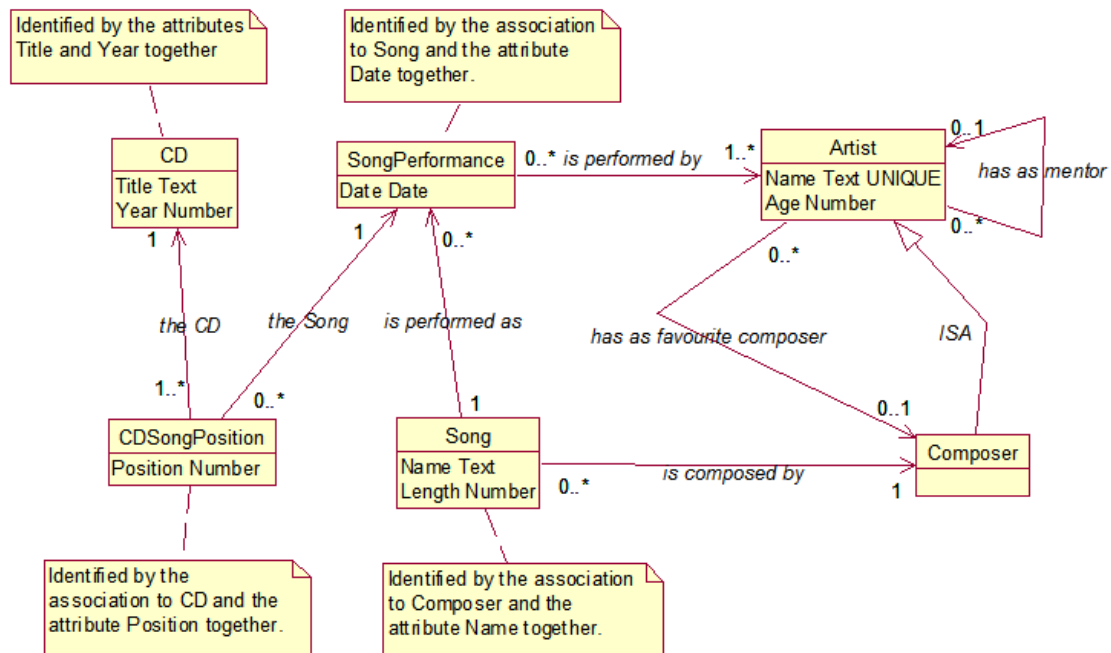 Identified by the attributes
Title and Year together
Identified by the association
to Song and the attribute
Date together.
CD
Title Text
Year Number
1
SongPerformance
Date Date
0..*
is performed by
1..*
Artist
Name Text UNIQUE
Age Number
0..1
has as mentor
0..*
1
0..*
0..*
the CD
the Song
is performed as
has as favourite composer
ISA
1..*
0..*
1
0..1
CDSongPosition
Position Number
Song
Name Text
Length Number
0..*
is composed by
1
Composer
Identified by the
association to CD and the
attribute Position together.
Identified by the association
to Composer and the
attribute Name together.